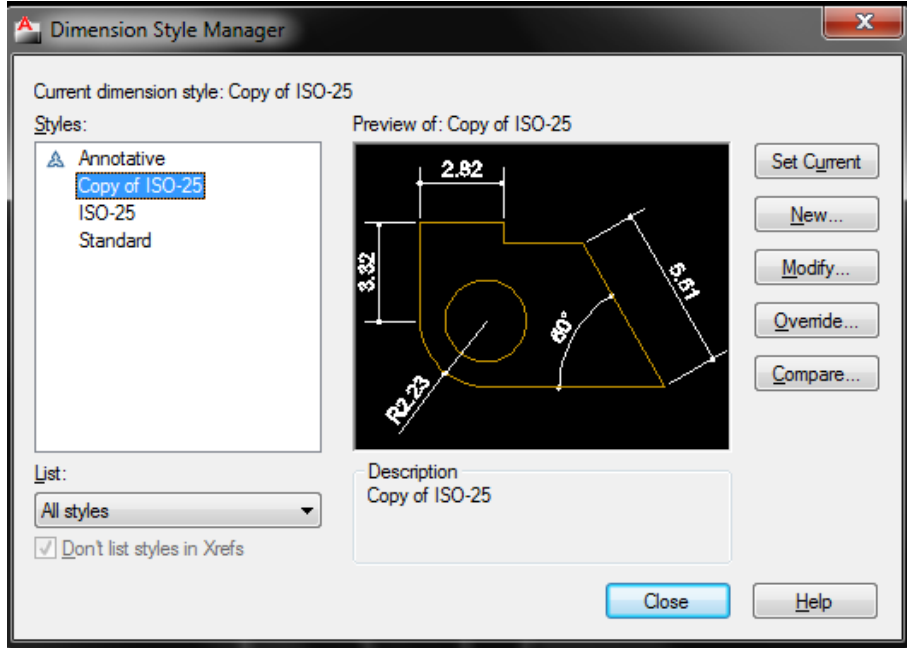 Dimension Style Manager
Current dimension style: Copy of ISO-25
Styles:
Annotative
Copy of ISO-25
ISO-25
Standard
List:
All styles
Don't list styles in Xrefs
Preview of: Copy of ISO-25
2.82
3.32
5.61
60°
R2.23
Description
Copy of ISO-25
Set Current
New...
Modify...
Override...
Compare...
Close
Help